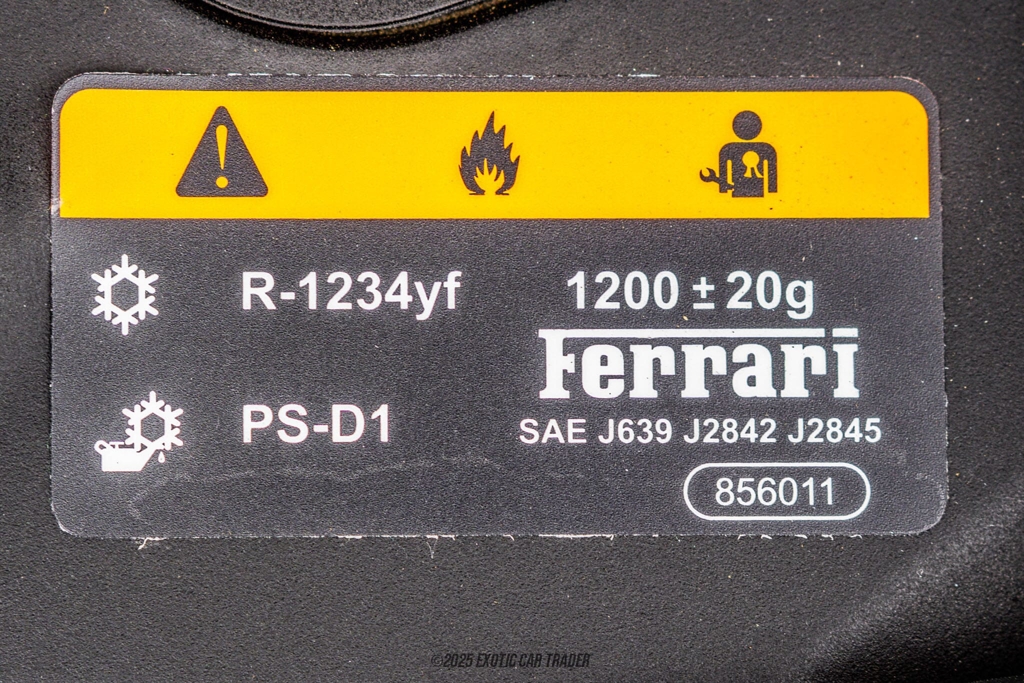 R-1234yf 1200 ± 20g
Ferrari
PS-D1
SAE J639 J2842 J2845
856011
©2025 EXOTIC CAR TRADER